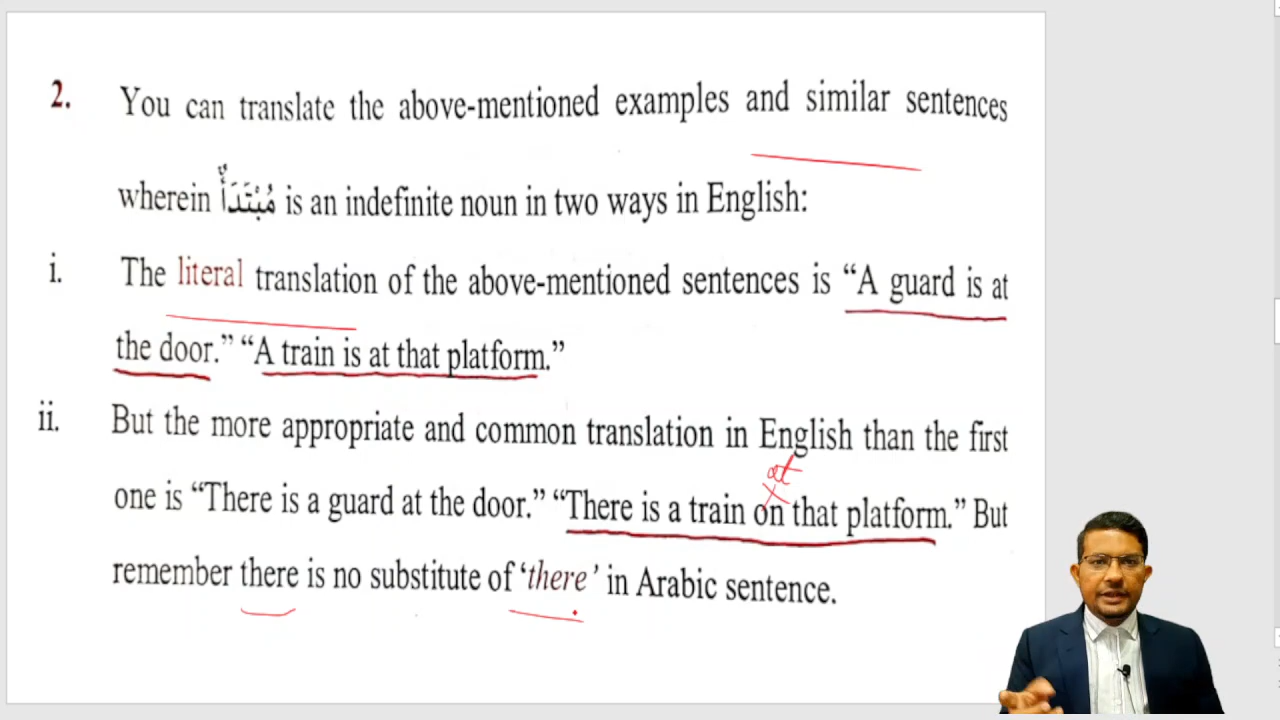 2. You can translate the above-mentioned examples and similar sentences
wherein مُبْتَدَأٌ is an indefinite noun in two ways in English:
i. The literal translation of the above-mentioned sentences is “A guard is at
the door.” “A train is at that platform.”
ii. But the more appropriate and common translation in English than the first
at
one is “There is a guard at the door.” “There is a train on that platform.” But
remember there is no substitute of ‘there’ in Arabic sentence.